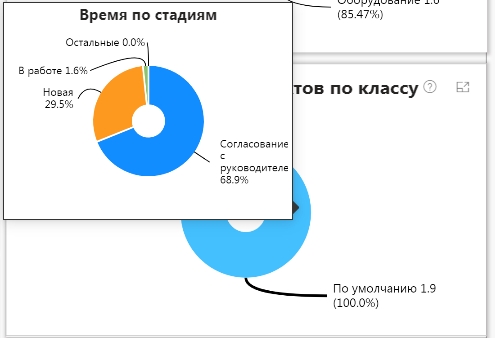 Время по стадиям
Остальные 0.0%
В работе 1.6%
Новая
29.5%
Согласование
с
руководителе
68.9%
Оборудование 1.6
(85.47%)
тов по классу
По умолчанию 1.9
(100.0%)